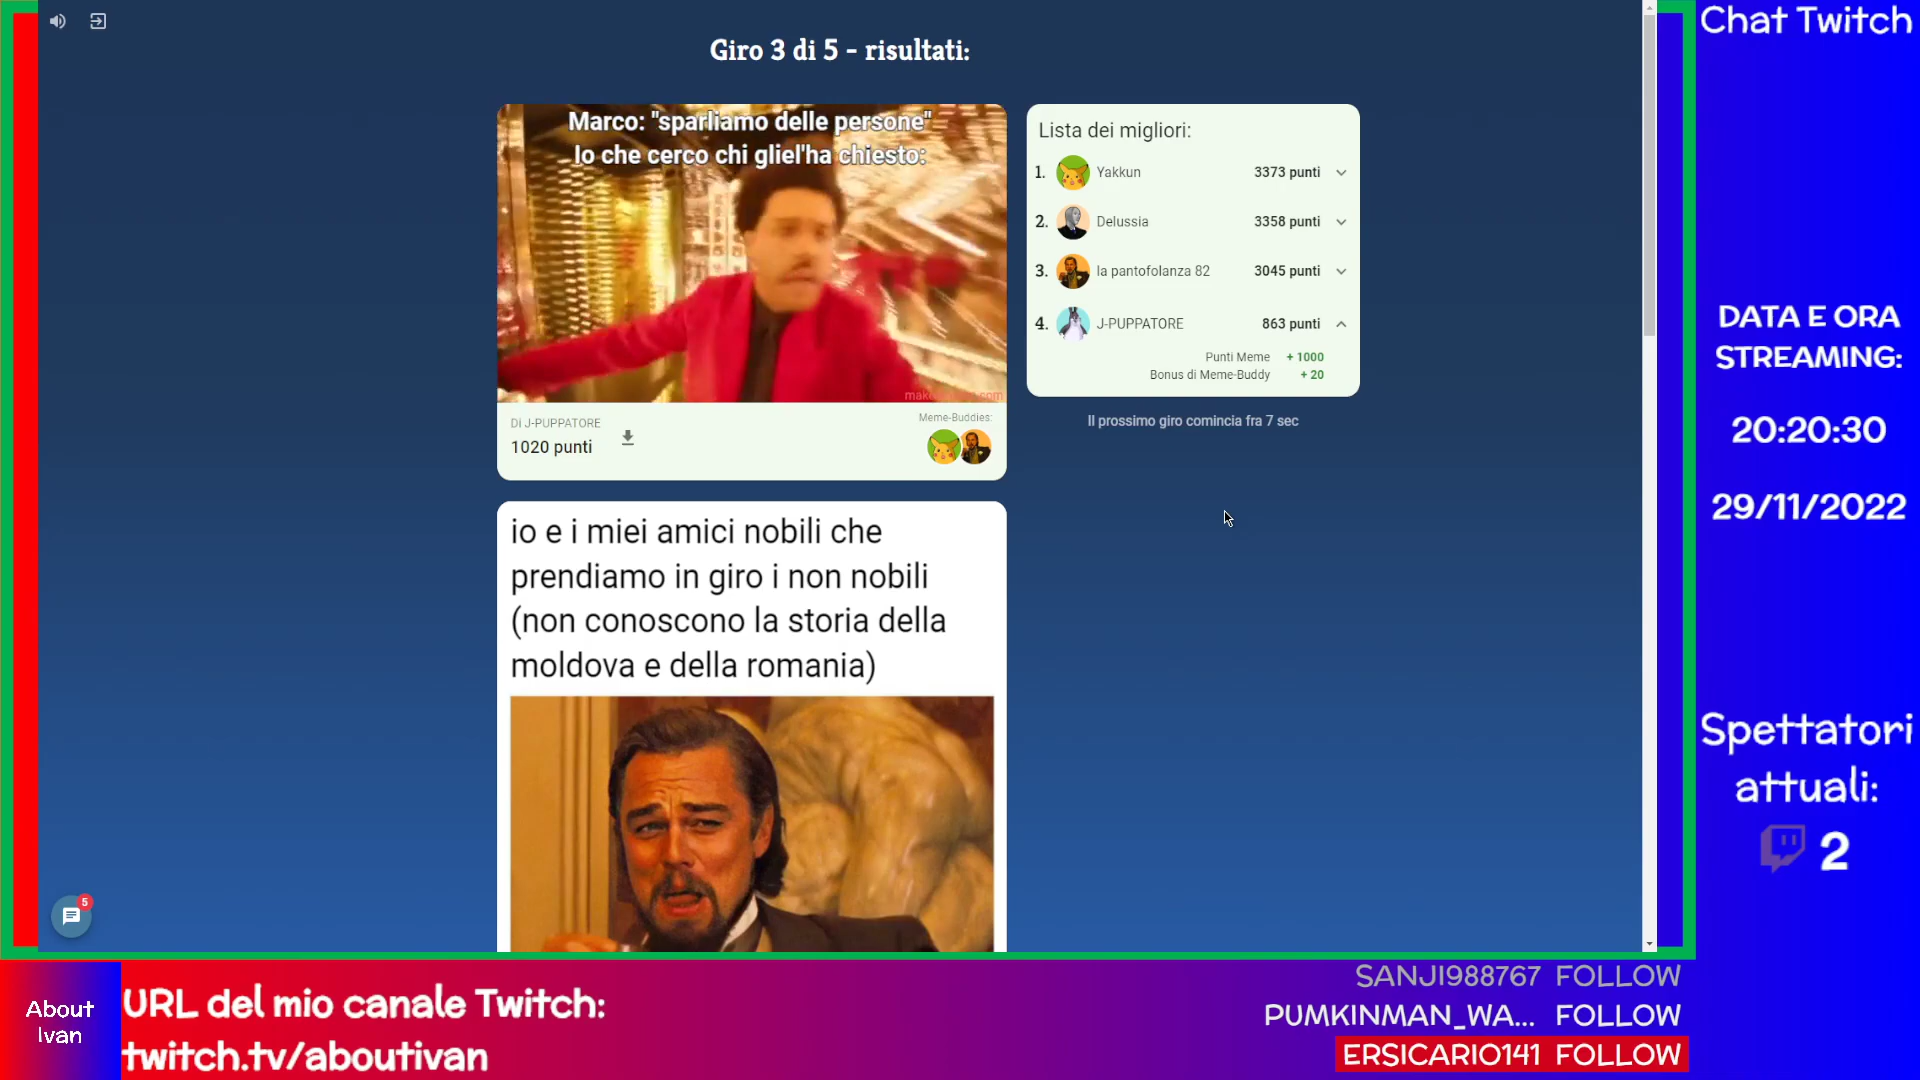 Giro 3 di 5 - risultati:
Marco: "sparliamo delle persone"
Io che cerco chi gliel'ha chiesto:
DI J-PUPPATORE
1020 punti
Meme-Buddies:
io e i miei amici nobili che
prendiamo in giro i non nobili
(non conoscono la storia della
moldova e della romania)
Lista dei migliori:
1. Yakkun 3373 punti
2. Delussia 3358 punti
3. la pantofolanza 82 3045 punti
4. J-PUPPATORE 863 punti
Punti Meme + 1000
Bonus di Meme-Buddy + 20
Il prossimo giro comincia fra 7 sec
5
Chat Twitch
DATA E ORA
STREAMING:
20:20:30
29/11/2022
Spettatori
attuali:
2
About
Ivan
URL del mio canale Twitch:
twitch.tv/aboutivan
SANJI988767 FOLLOW
PUMKINMAN_WA... FOLLOW
ERSICARIO141 FOLLOW